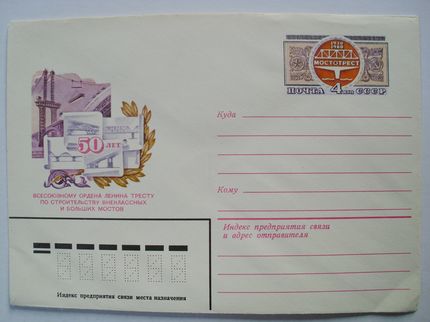 1930
1980
МОСТОТРЕСТ
ПОЧТА 4 КОП СССР
50 ЛЕТ
ВСЕСОЮЗНОМУ ОРДЕНА ЛЕНИНА ТРЕСТУ
ПО СТРОИТЕЛЬСТВУ ВНЕКЛАССНЫХ
И БОЛЬШИХ МОСТОВ
Куда
Кому
Индекс предприятия связи
и адрес отправителя
Индекс предприятия связи места назначения